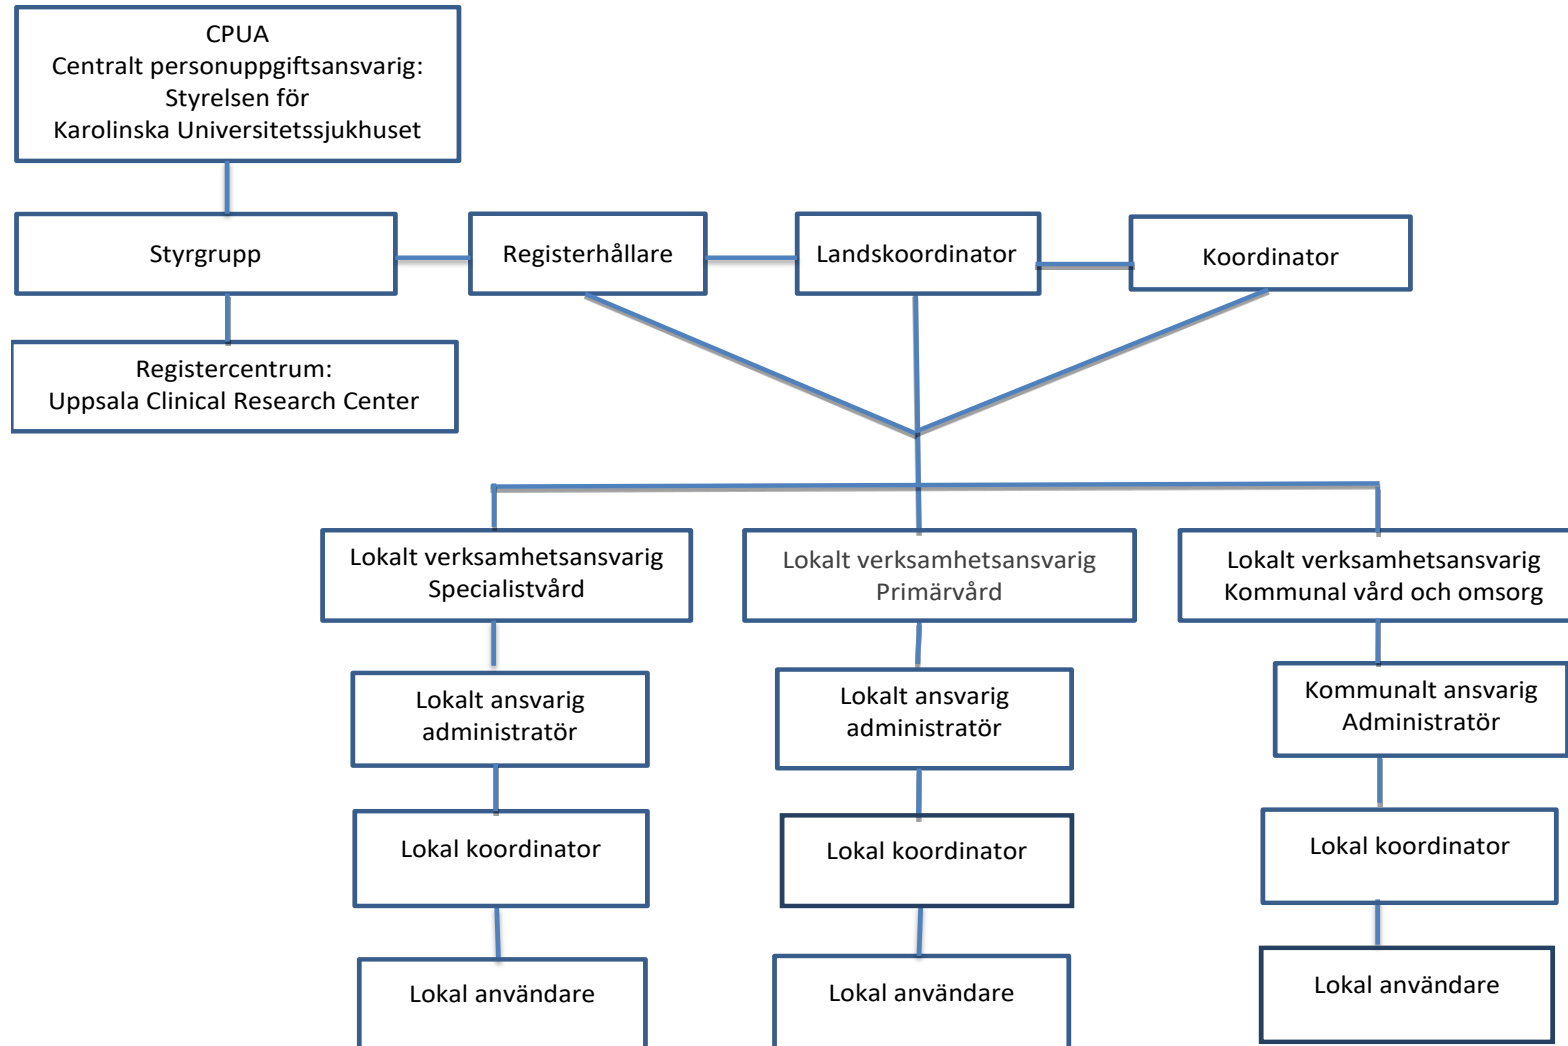 CPUA
Centralt personuppgiftsansvarig:
Styrelsen för
Karolinska Universitetssjukhuset
Styrgrupp
Registerhållare
Landskoordinator
Koordinator
Registercentrum:
Uppsala Clinical Research Center
Lokalt verksamhetsansvarig
Specialistvård
Lokalt verksamhetsansvarig
Primärvård
Lokalt verksamhetsansvarig
Kommunal vård och omsorg
Lokalt ansvarig
administratör
Lokalt ansvarig
administratör
Kommunalt ansvarig
Administratör
Lokal koordinator
Lokal koordinator
Lokal koordinator
Lokal användare
Lokal användare
Lokal användare